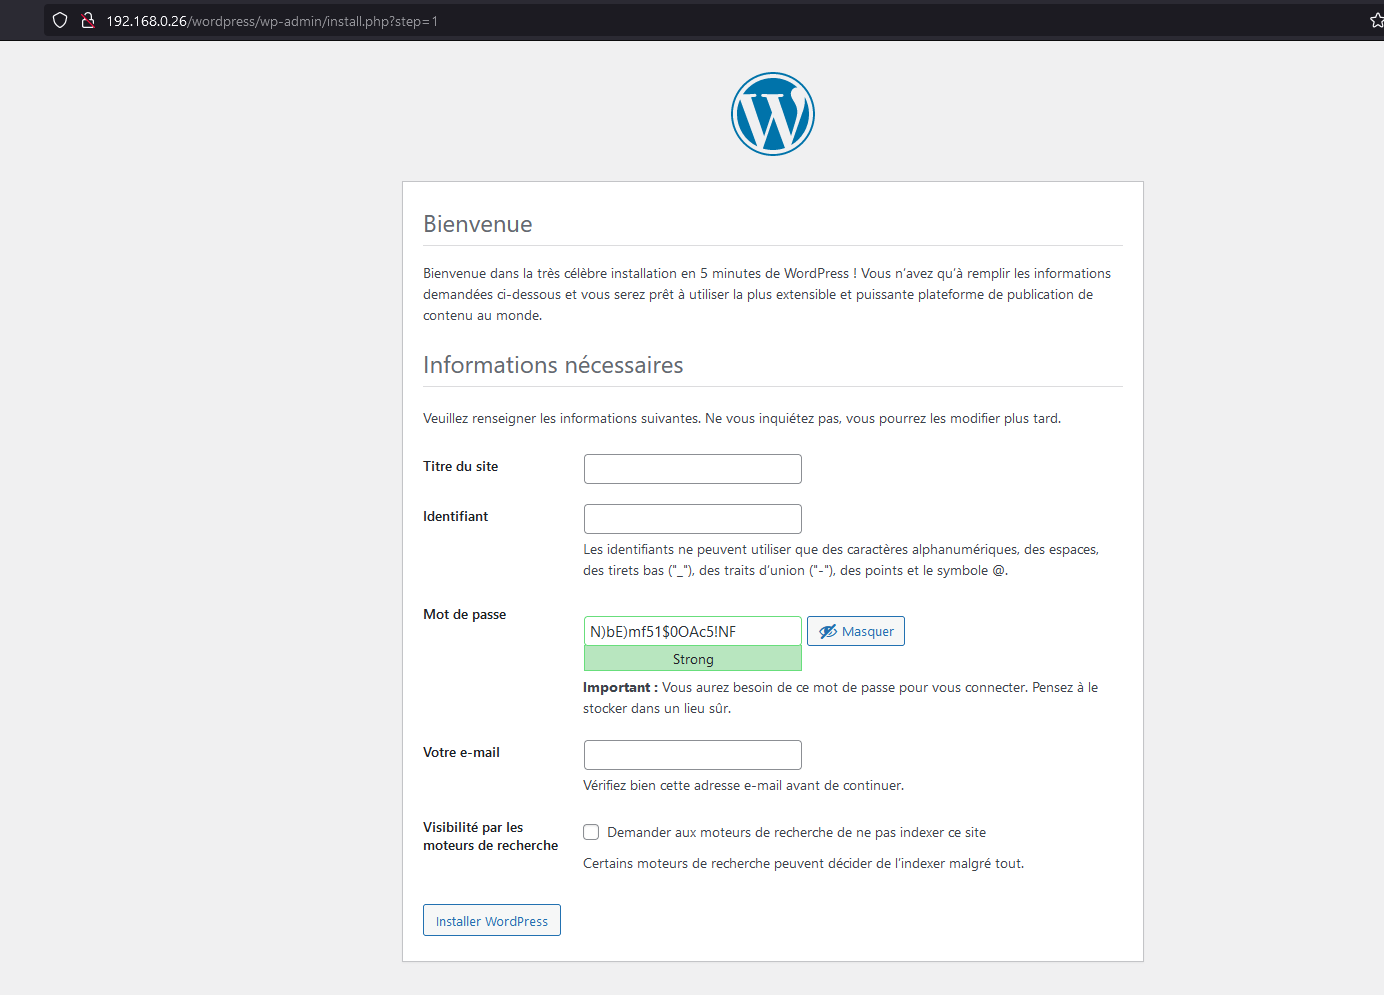 192.168.0.26/wordpress/wp-admin/install.php?step=1
Bienvenue
Bienvenue dans la très célèbre installation en 5 minutes de WordPress ! Vous n’avez qu’à remplir les informations
demandées ci-dessous et vous serez prêt à utiliser la plus extensible et puissante plateforme de publication de
contenu au monde.
Informations nécessaires
Veuillez renseigner les informations suivantes. Ne vous inquiétez pas, vous pourrez les modifier plus tard.
Titre du site
Identifiant
Les identifiants ne peuvent utiliser que des caractères alphanumériques, des espaces,
des tirets bas ("_"), des traits d’union ("-"), des points et le symbole @.
Mot de passe
N)bE)mf51$0OAc5!NF
Masquer
Strong
Important : Vous aurez besoin de ce mot de passe pour vous connecter. Pensez à le
stocker dans un lieu sûr.
Votre e-mail
Vérifiez bien cette adresse e-mail avant de continuer.
Visibilité par les
moteurs de recherche
Demander aux moteurs de recherche de ne pas indexer ce site
Certains moteurs de recherche peuvent décider de l’indexer malgré tout.
Installer WordPress